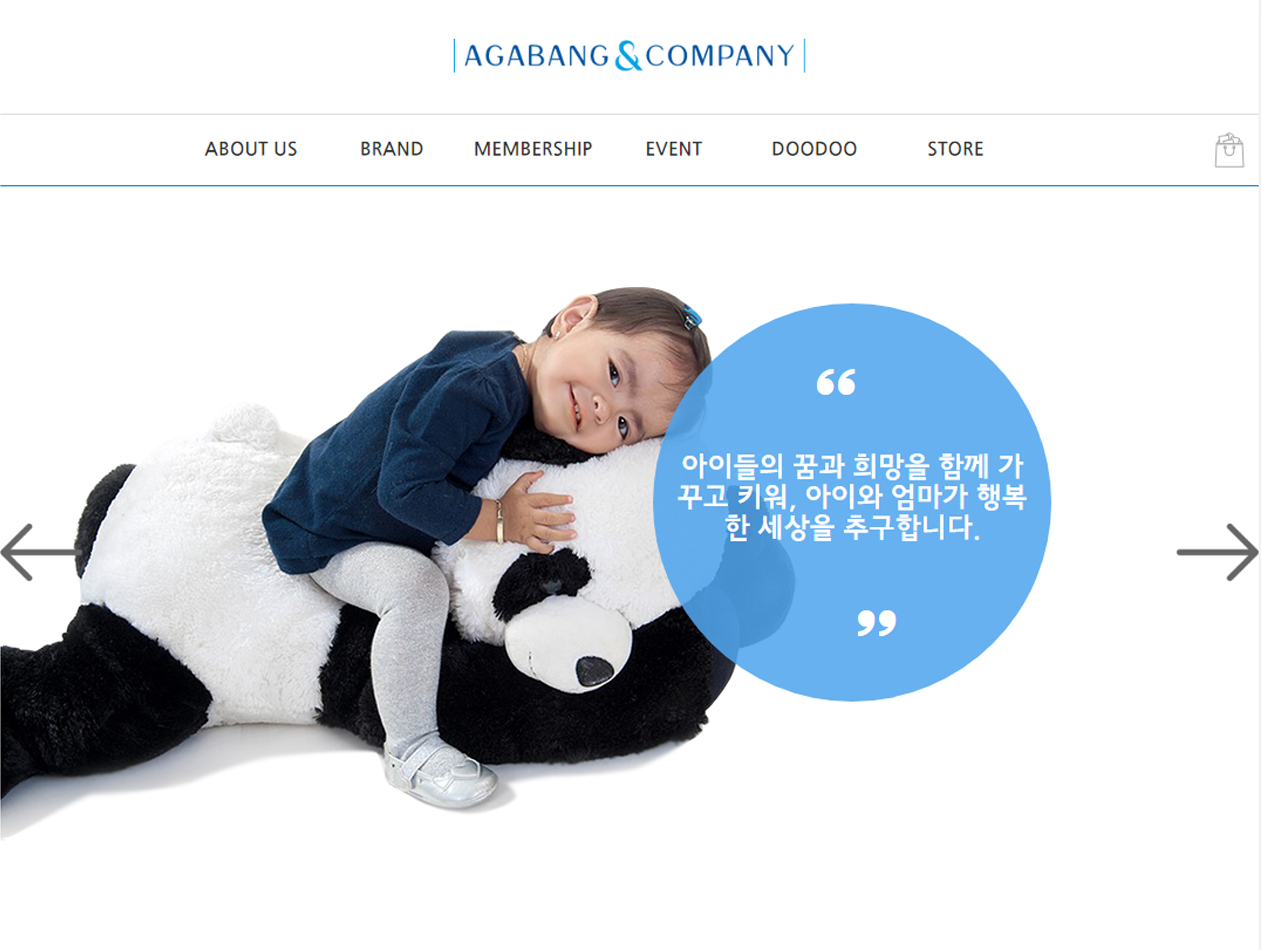 AGABANG&COMPANY
ABOUT US BRAND MEMBERSHIP EVENT DOODOO STORE
“
아이들의 꿈과 희망을 함께 가
꾸고 키워, 아이와 엄마가 행복
한 세상을 추구합니다.
”